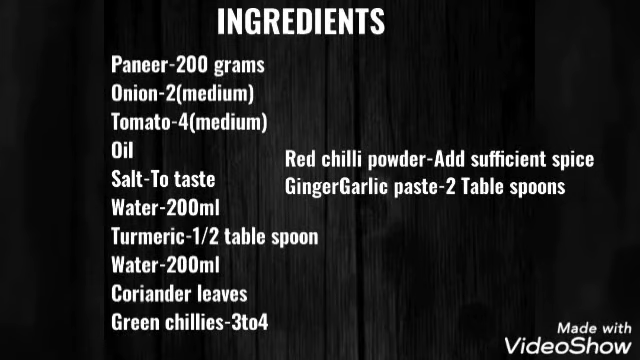 INGREDIENTS
Paneer-200 grams
Onion-2(medium)
Tomato-4(medium)
Oil
Salt-To taste
Water-200ml
Turmeric-1/2 table spoon
Water-200ml
Coriander leaves
Green chillies-3to4
Red chilli powder-Add sufficient spice
GingerGarlic paste-2 Table spoons
Made with
VideoShow